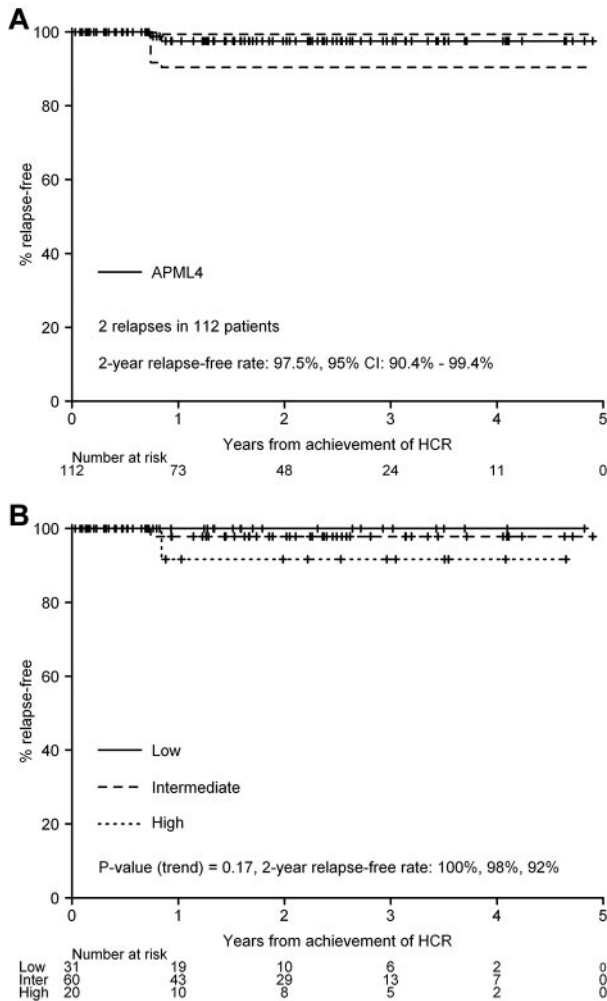 A
100
80
60
40
20
0
% relapse-free
APML4
2 relapses in 112 patients
2-year relapse-free rate: 97.5%, 95% CI: 90.4% - 99.4%
0 1 2 3 4 5
Years from achievement of HCR
Number at risk
112 73 48 24 11 0
B
100
80
60
40
20
0
% relapse-free
Low
Intermediate
High
P-value (trend) = 0.17, 2-year relapse-free rate: 100%, 98%, 92%
0 1 2 3 4 5
Years from achievement of HCR
Number at risk
Low 31 19 10 6 2 0
Inter 60 43 29 13 7 0
High 20 10 8 5 2 0